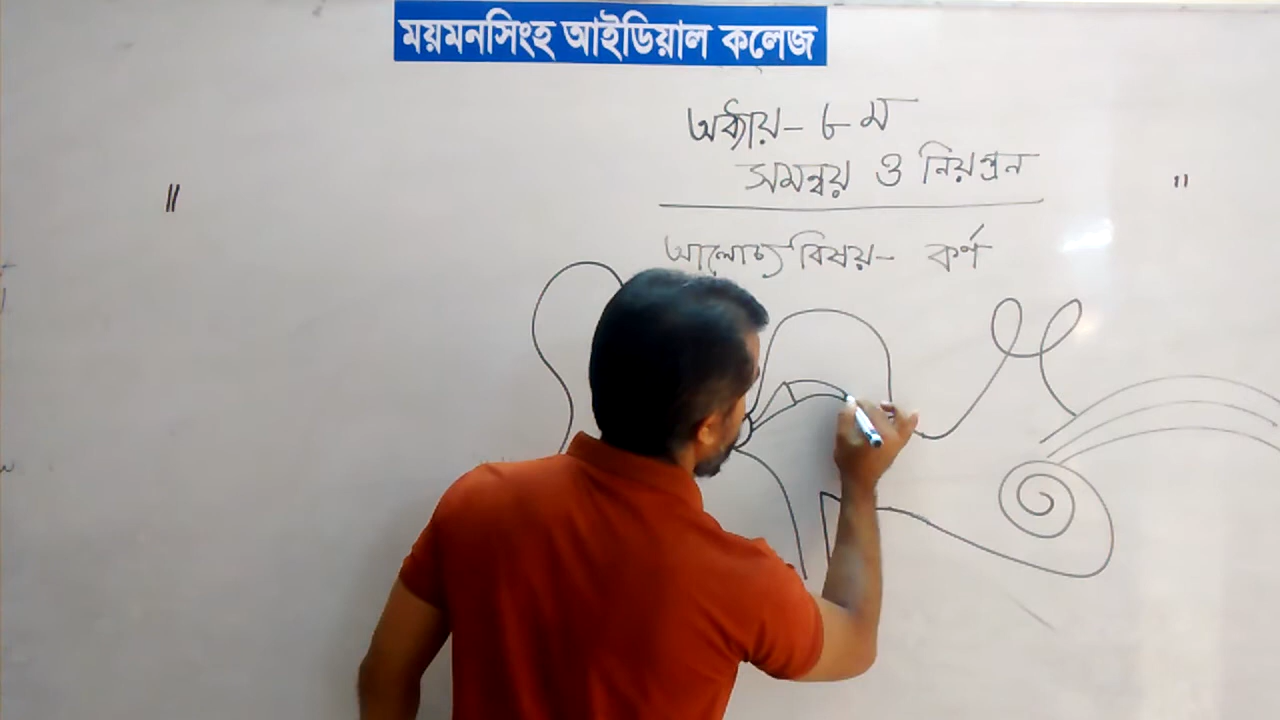 ময়মনসিংহ আইডিয়াল কলেজ
অধ্যায়- ৮ম
সমন্বয় ও নিয়ন্ত্রন
আলোচ্য বিষয়- কর্ণ